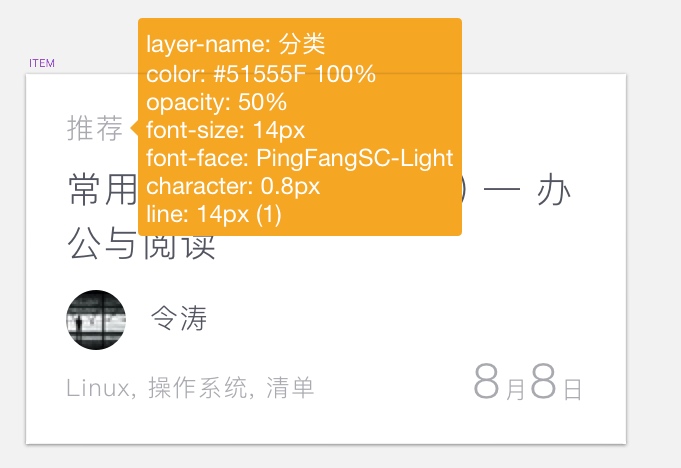 ITEM
layer-name: 分类
color: #51555F 100%
opacity: 50%
font-size: 14px
font-face: PingFangSC-Light
character: 0.8px
line: 14px (1)
推荐
常用 ) — 办
公与阅读
令涛
Linux, 操作系统, 清单
8月8日